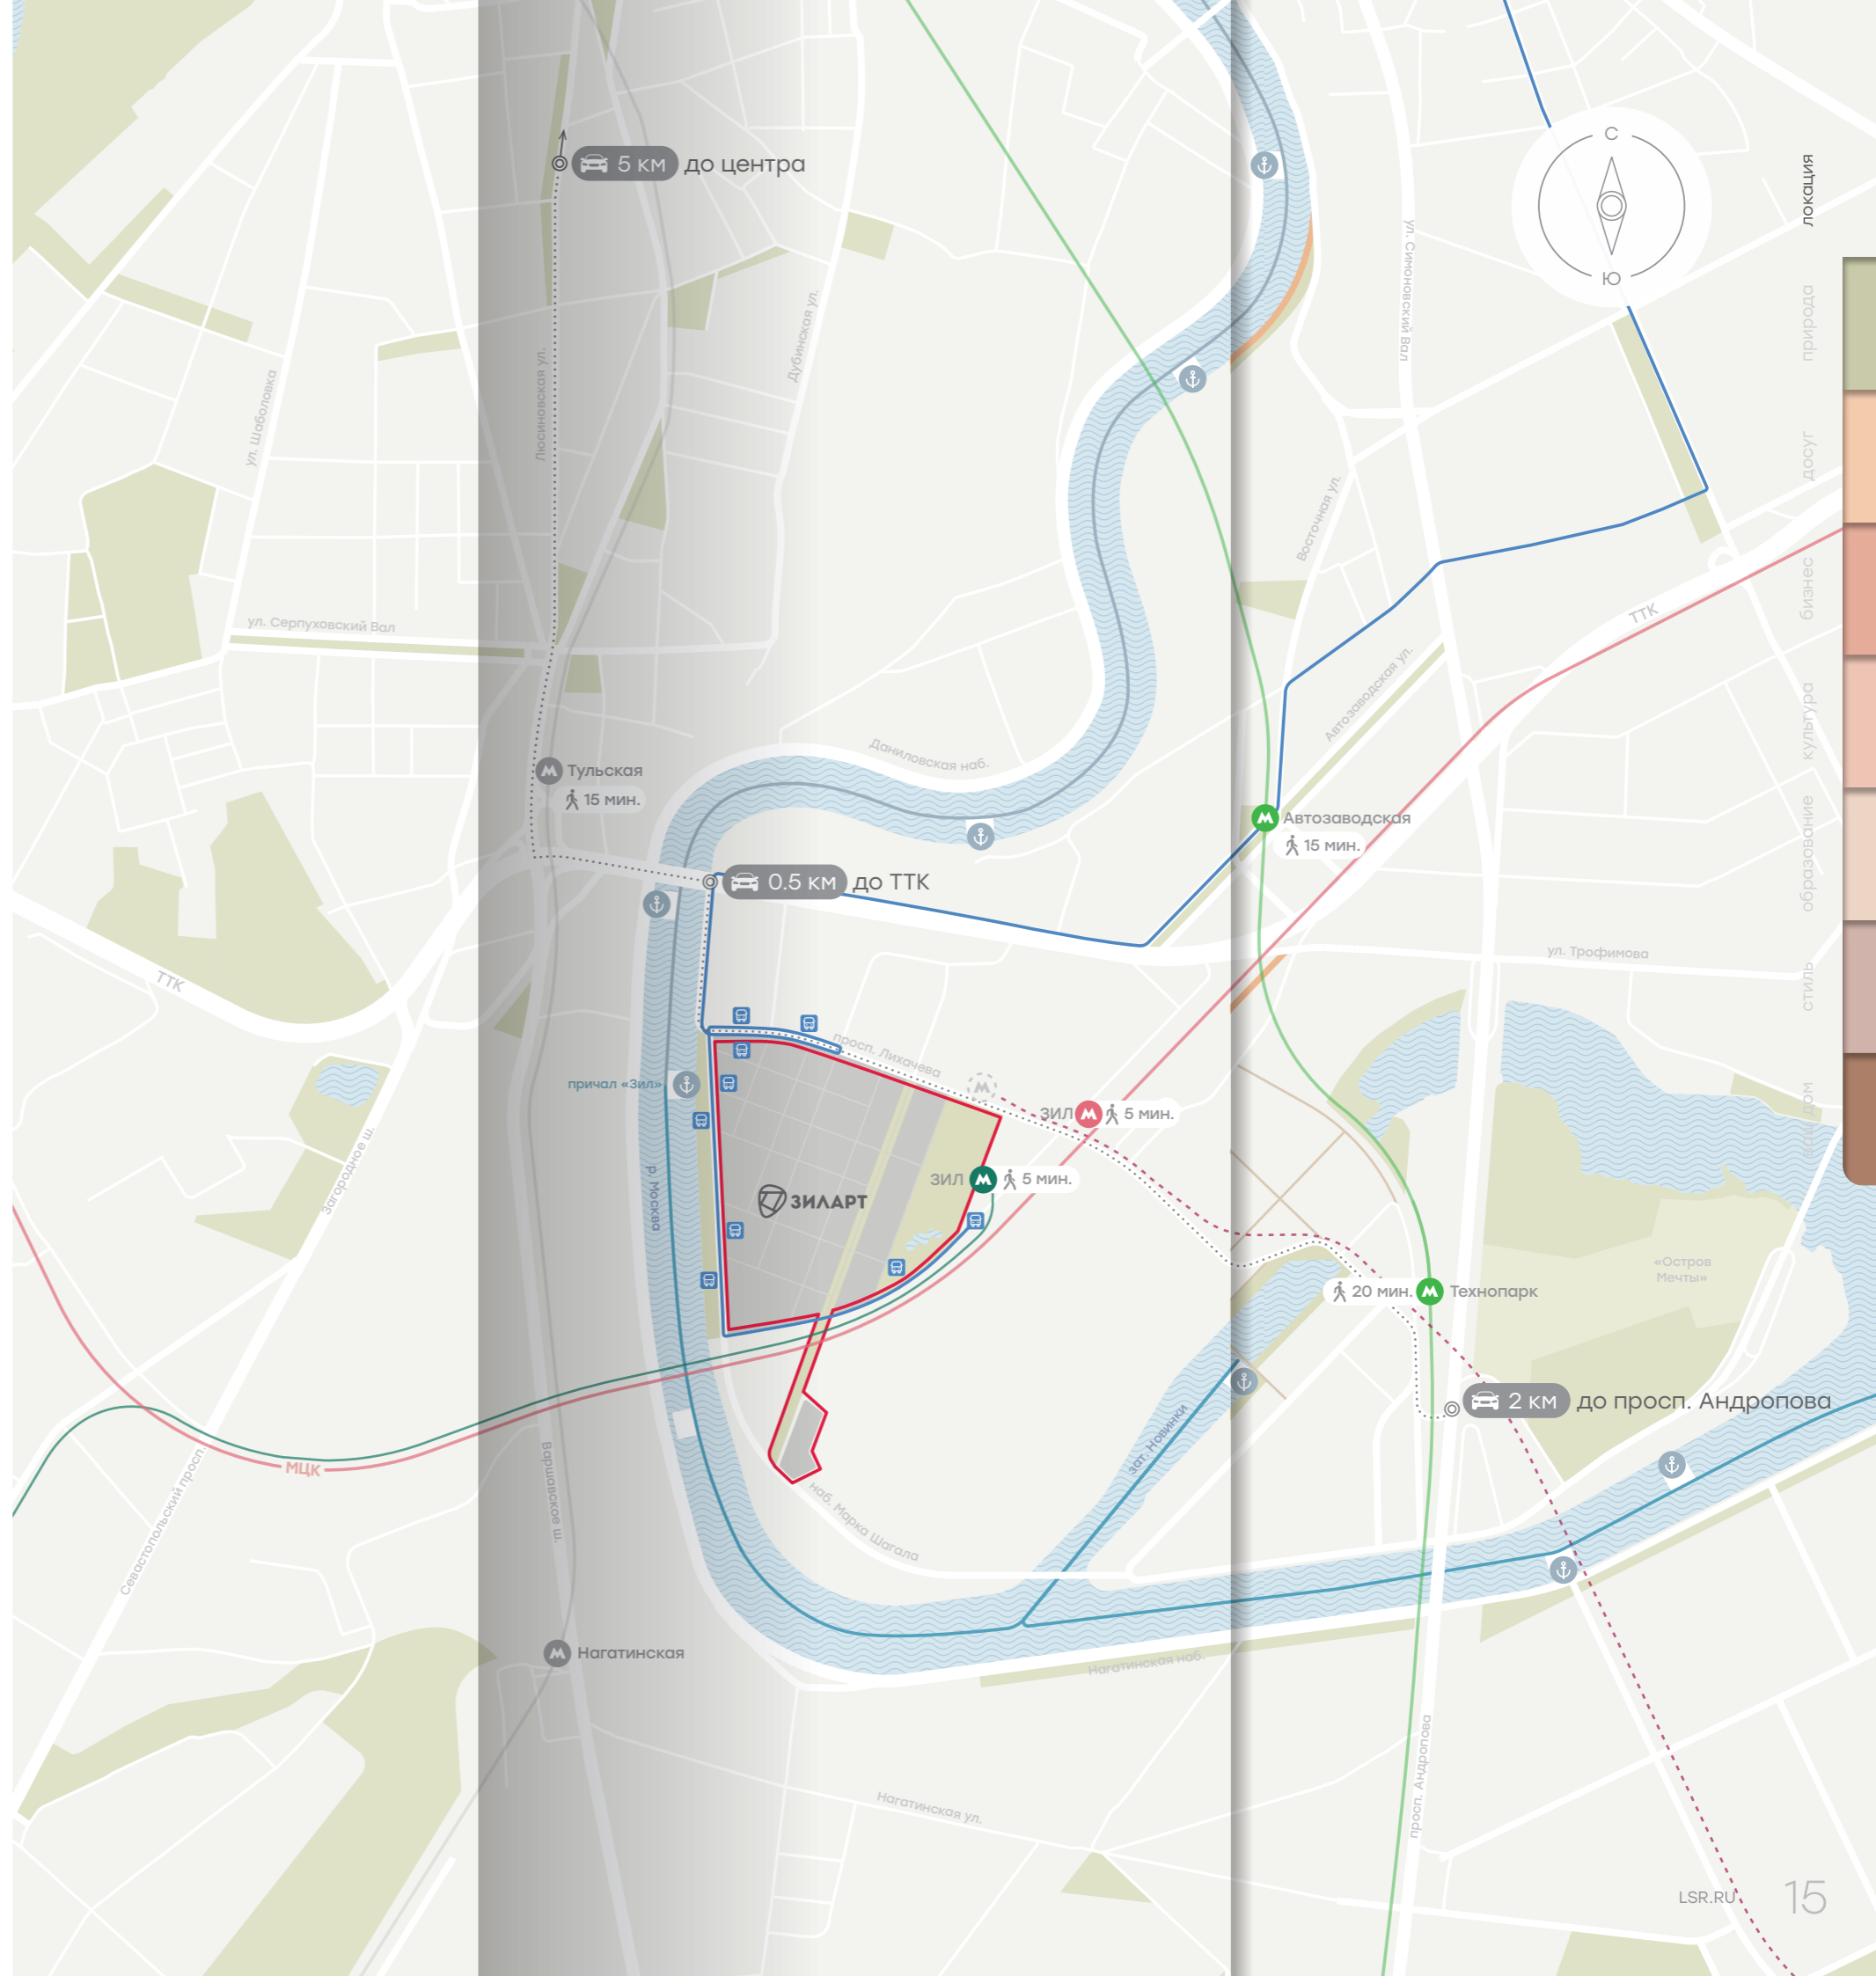 С
Ю
локация
природа
досуг
бизнес
культура
образование
стиль
дом
5 км до центра
ул. Симоновский Вал
Люсиновская ул.
Дубинская ул.
ул. Шаболовка
Восточная ул.
ТТК
ул. Серпуховский Вал
Автозаводская ул.
Даниловская наб.
Тульская
15 мин.
Автозаводская
15 мин.
0.5 км до ТТК
ул. Трофимова
ТТК
просп. Лихачева
причал «Зил»
ЗИЛ
5 мин.
ЗИЛ
5 мин.
р. Москва
ЗИЛАРТ
Загородное ш.
«Остров
Мечты»
20 мин.
Технопарк
2 км до просп. Андропова
зат. Новинки
МЦК
Варшавское ш.
Севастопольский просп.
наб. Марка Шагала
Нагатинская
Нагатинская наб.
просп. Андропова
Нагатинская ул.
LSR.RU
15